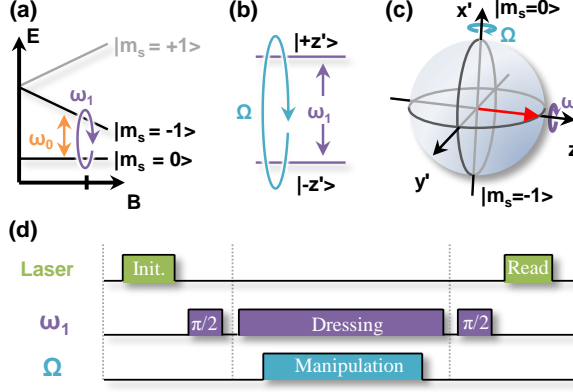 (a)
E
|mₛ = +1>
ω₁
ω₀
|mₛ = -1>
|mₛ = 0>
B
(b)
|+z'>
Ω
ω₁
|-z'>
(c)
x'
|mₛ=0>
Ω
ω
z
y'
|mₛ=-1>
(d)
Laser
Init.
Read
ω₁
π/2
Dressing
π/2
Ω
Manipulation